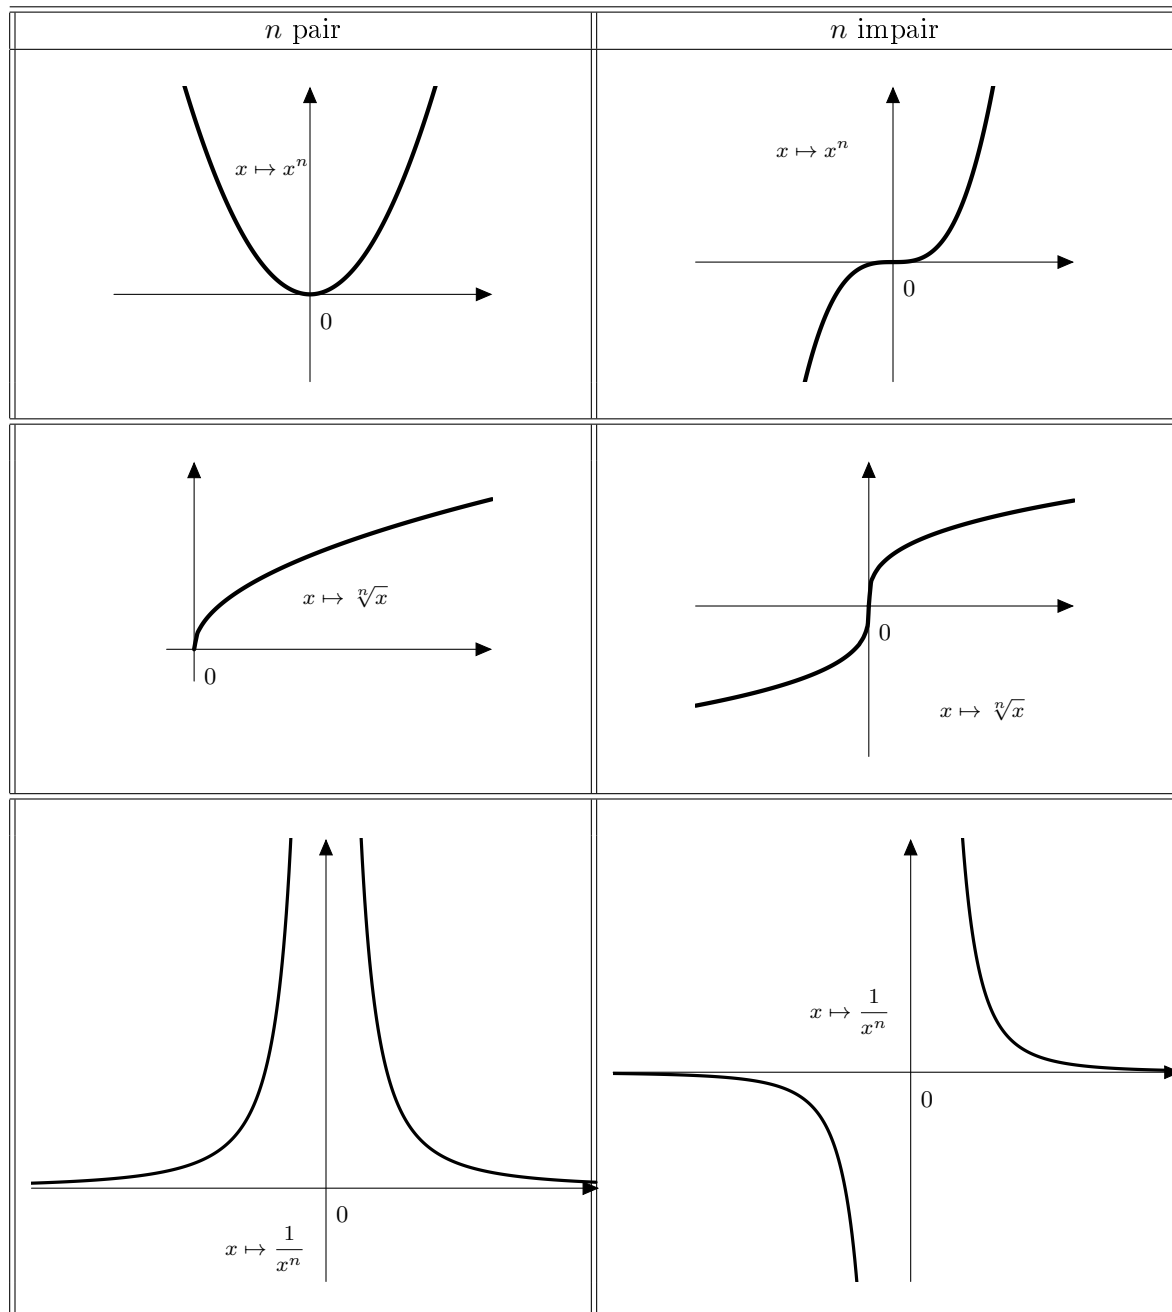 n pair
n impair
x ↦ xⁿ
0
x ↦ xⁿ
0
x ↦ ⁿ√x
0
x ↦ ⁿ√x
0
x ↦ 1/xⁿ
0
x ↦ 1/xⁿ
0